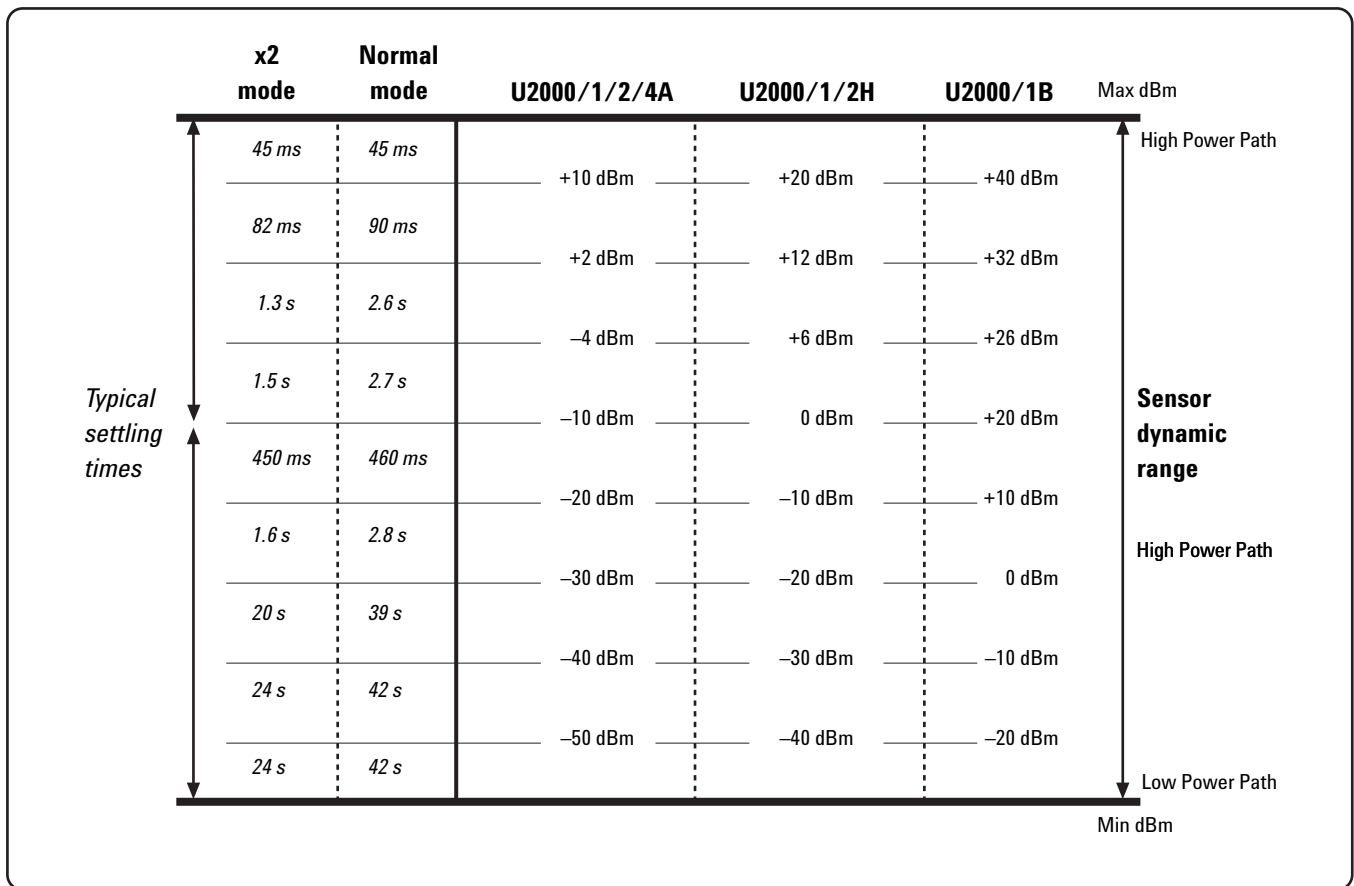 x2 mode Normal mode U2000/1/2/4A U2000/1/2H U2000/1B Max dBm
High Power Path
45 ms 45 ms
+10 dBm +20 dBm +40 dBm
82 ms 90 ms
+2 dBm +12 dBm +32 dBm
1.3 s 2.6 s
–4 dBm +6 dBm +26 dBm
1.5 s 2.7 s
Typical settling times
–10 dBm 0 dBm +20 dBm
Sensor dynamic range
450 ms 460 ms
–20 dBm –10 dBm +10 dBm
1.6 s 2.8 s
High Power Path
–30 dBm –20 dBm 0 dBm
20 s 39 s
–40 dBm –30 dBm –10 dBm
24 s 42 s
–50 dBm –40 dBm –20 dBm
24 s 42 s
Low Power Path
Min dBm